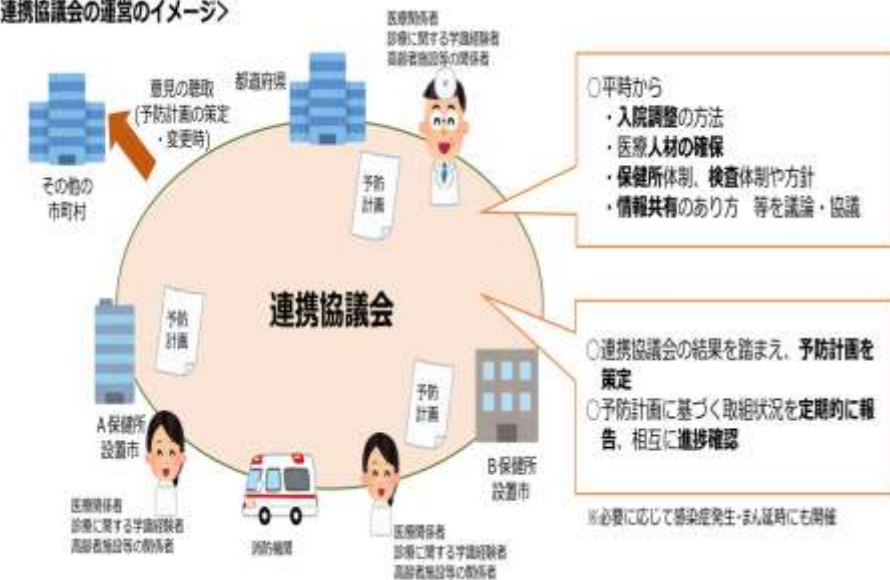 連携協議会の運営のイメージ＞
医療関係者
診療に関する学識経験者
高齢者施設等の関係者
都道府県
意見の聴取
(予防計画の策定
・変更時)
その他の
市町村
予防
計画
○平時から
・入院調整の方法
・医療人材の確保
・保健所体制、検査体制や方針
・情報共有のあり方　等を議論・協議
連携協議会
予防
計画
予防
計画
○連携協議会の結果を踏まえ、予防計画を
策定
○予防計画に基づく取組状況を定期的に報
告、相互に進捗確認
A保健所
設置市
B保健所
設置市
医療関係者
診療に関する学識経験者
高齢者施設等の関係者
消防機関
医療関係者
診療に関する学識経験者
高齢者施設等の関係者
※必要に応じて感染症発生・まん延時にも開催